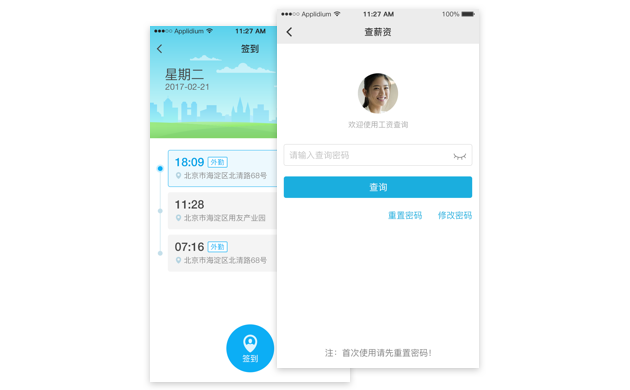 Applidium 11:27 AM
签到
星期二
2017-02-21
18:09 外勤
北京市海淀区北清路68号
11:28
北京市海淀区用友产业园
07:16 外勤
北京市海淀区北清路68号
签到
Applidium 11:27 AM 100%
查薪资
欢迎使用工资查询
请输入查询密码
查询
重置密码 修改密码
注：首次使用请先重置密码！